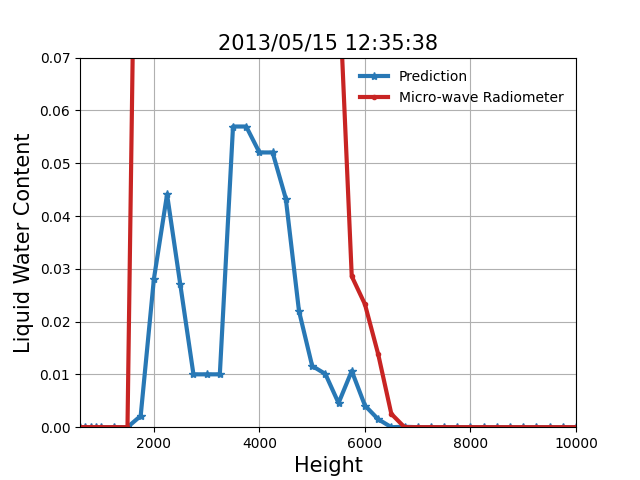 2013/05/15 12:35:38
Prediction
Micro-wave Radiometer
0.07
0.06
0.05
0.04
0.03
0.02
0.01
0.00
Liquid Water Content
2000 4000 6000 8000 10000
Height